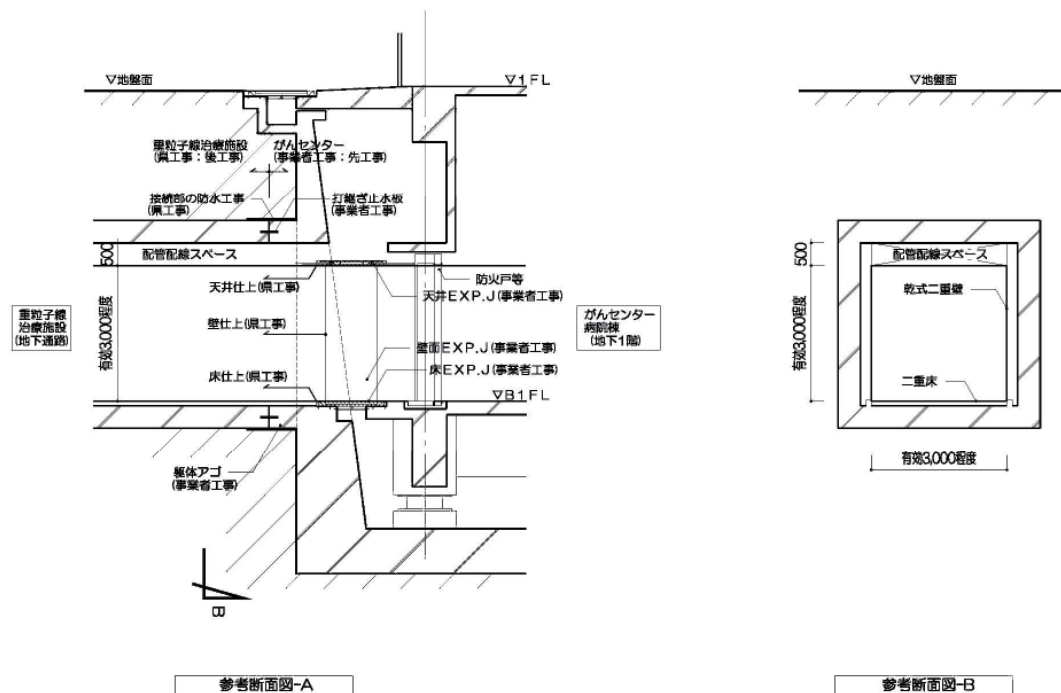 ▽地盤面
▽1FL
重粒子線治療施設
(県工事：後工事)
がんセンター
(事業者工事：先工事)
接続部の防水工事
(県工事)
打継ぎ止水板
(事業者工事)
500
配管配線スペース
天井仕上(県工事)
防火戸等
天井EXP.J(事業者工事)
重粒子線
治療施設
(地下通路)
有効3,000程度
壁仕上(県工事)
がんセンター
病院棟
(地下1階)
壁面EXP.J(事業者工事)
床仕上(県工事)
床EXP.J(事業者工事)
▽B1FL
躯体アゴ
(事業者工事)
B
参考断面図-A
▽地盤面
500
配管配線スペース
乾式二重壁
有効3,000程度
二重床
有効3,000程度
参考断面図-B